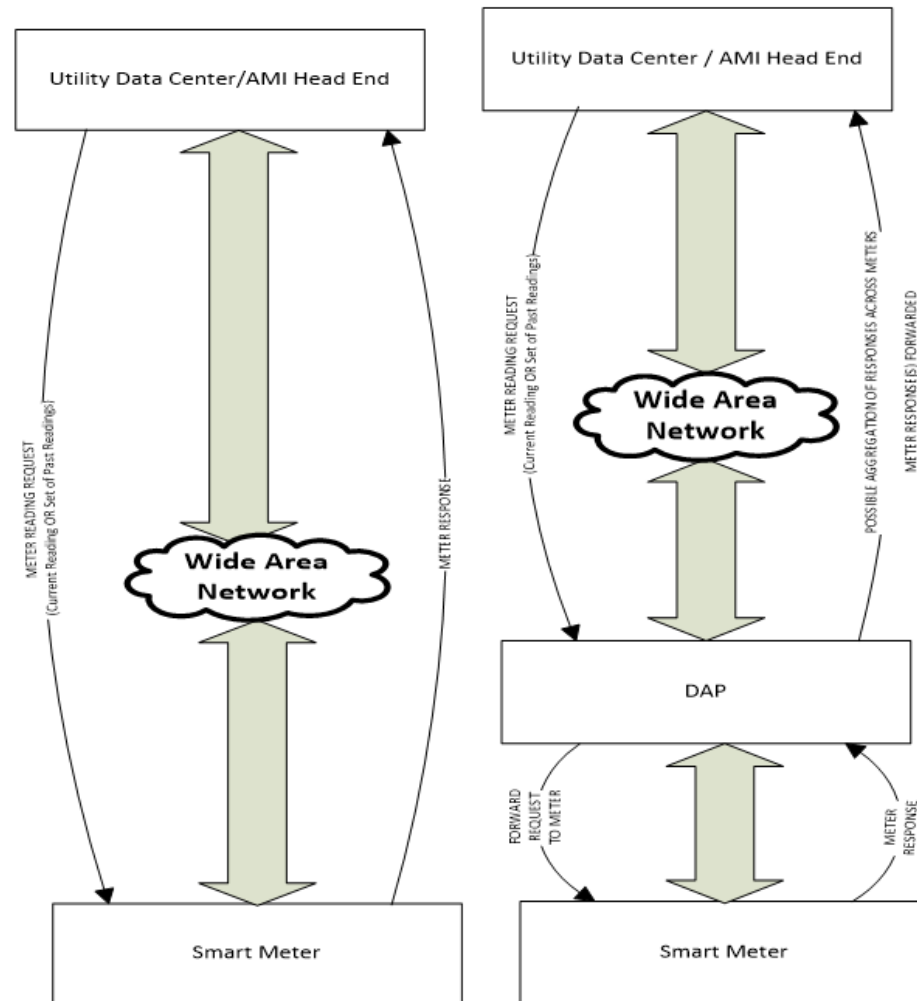 Utility Data Center/AMI Head End
METER READING REQUEST
(Current Reading OR Set of Past Readings)
Wide Area
Network
METER RESPONSE
Smart Meter
Utility Data Center / AMI Head End
METER READING REQUEST
(Current Reading OR Set of Past Readings)
Wide Area
Network
POSSIBLE AGGREGATION OF RESPONSES ACROSS METERS
METER RESPONSE(S) FORWARDED
DAP
FORWARD
REQUEST
TO METER
METER
RESPONSE
Smart Meter